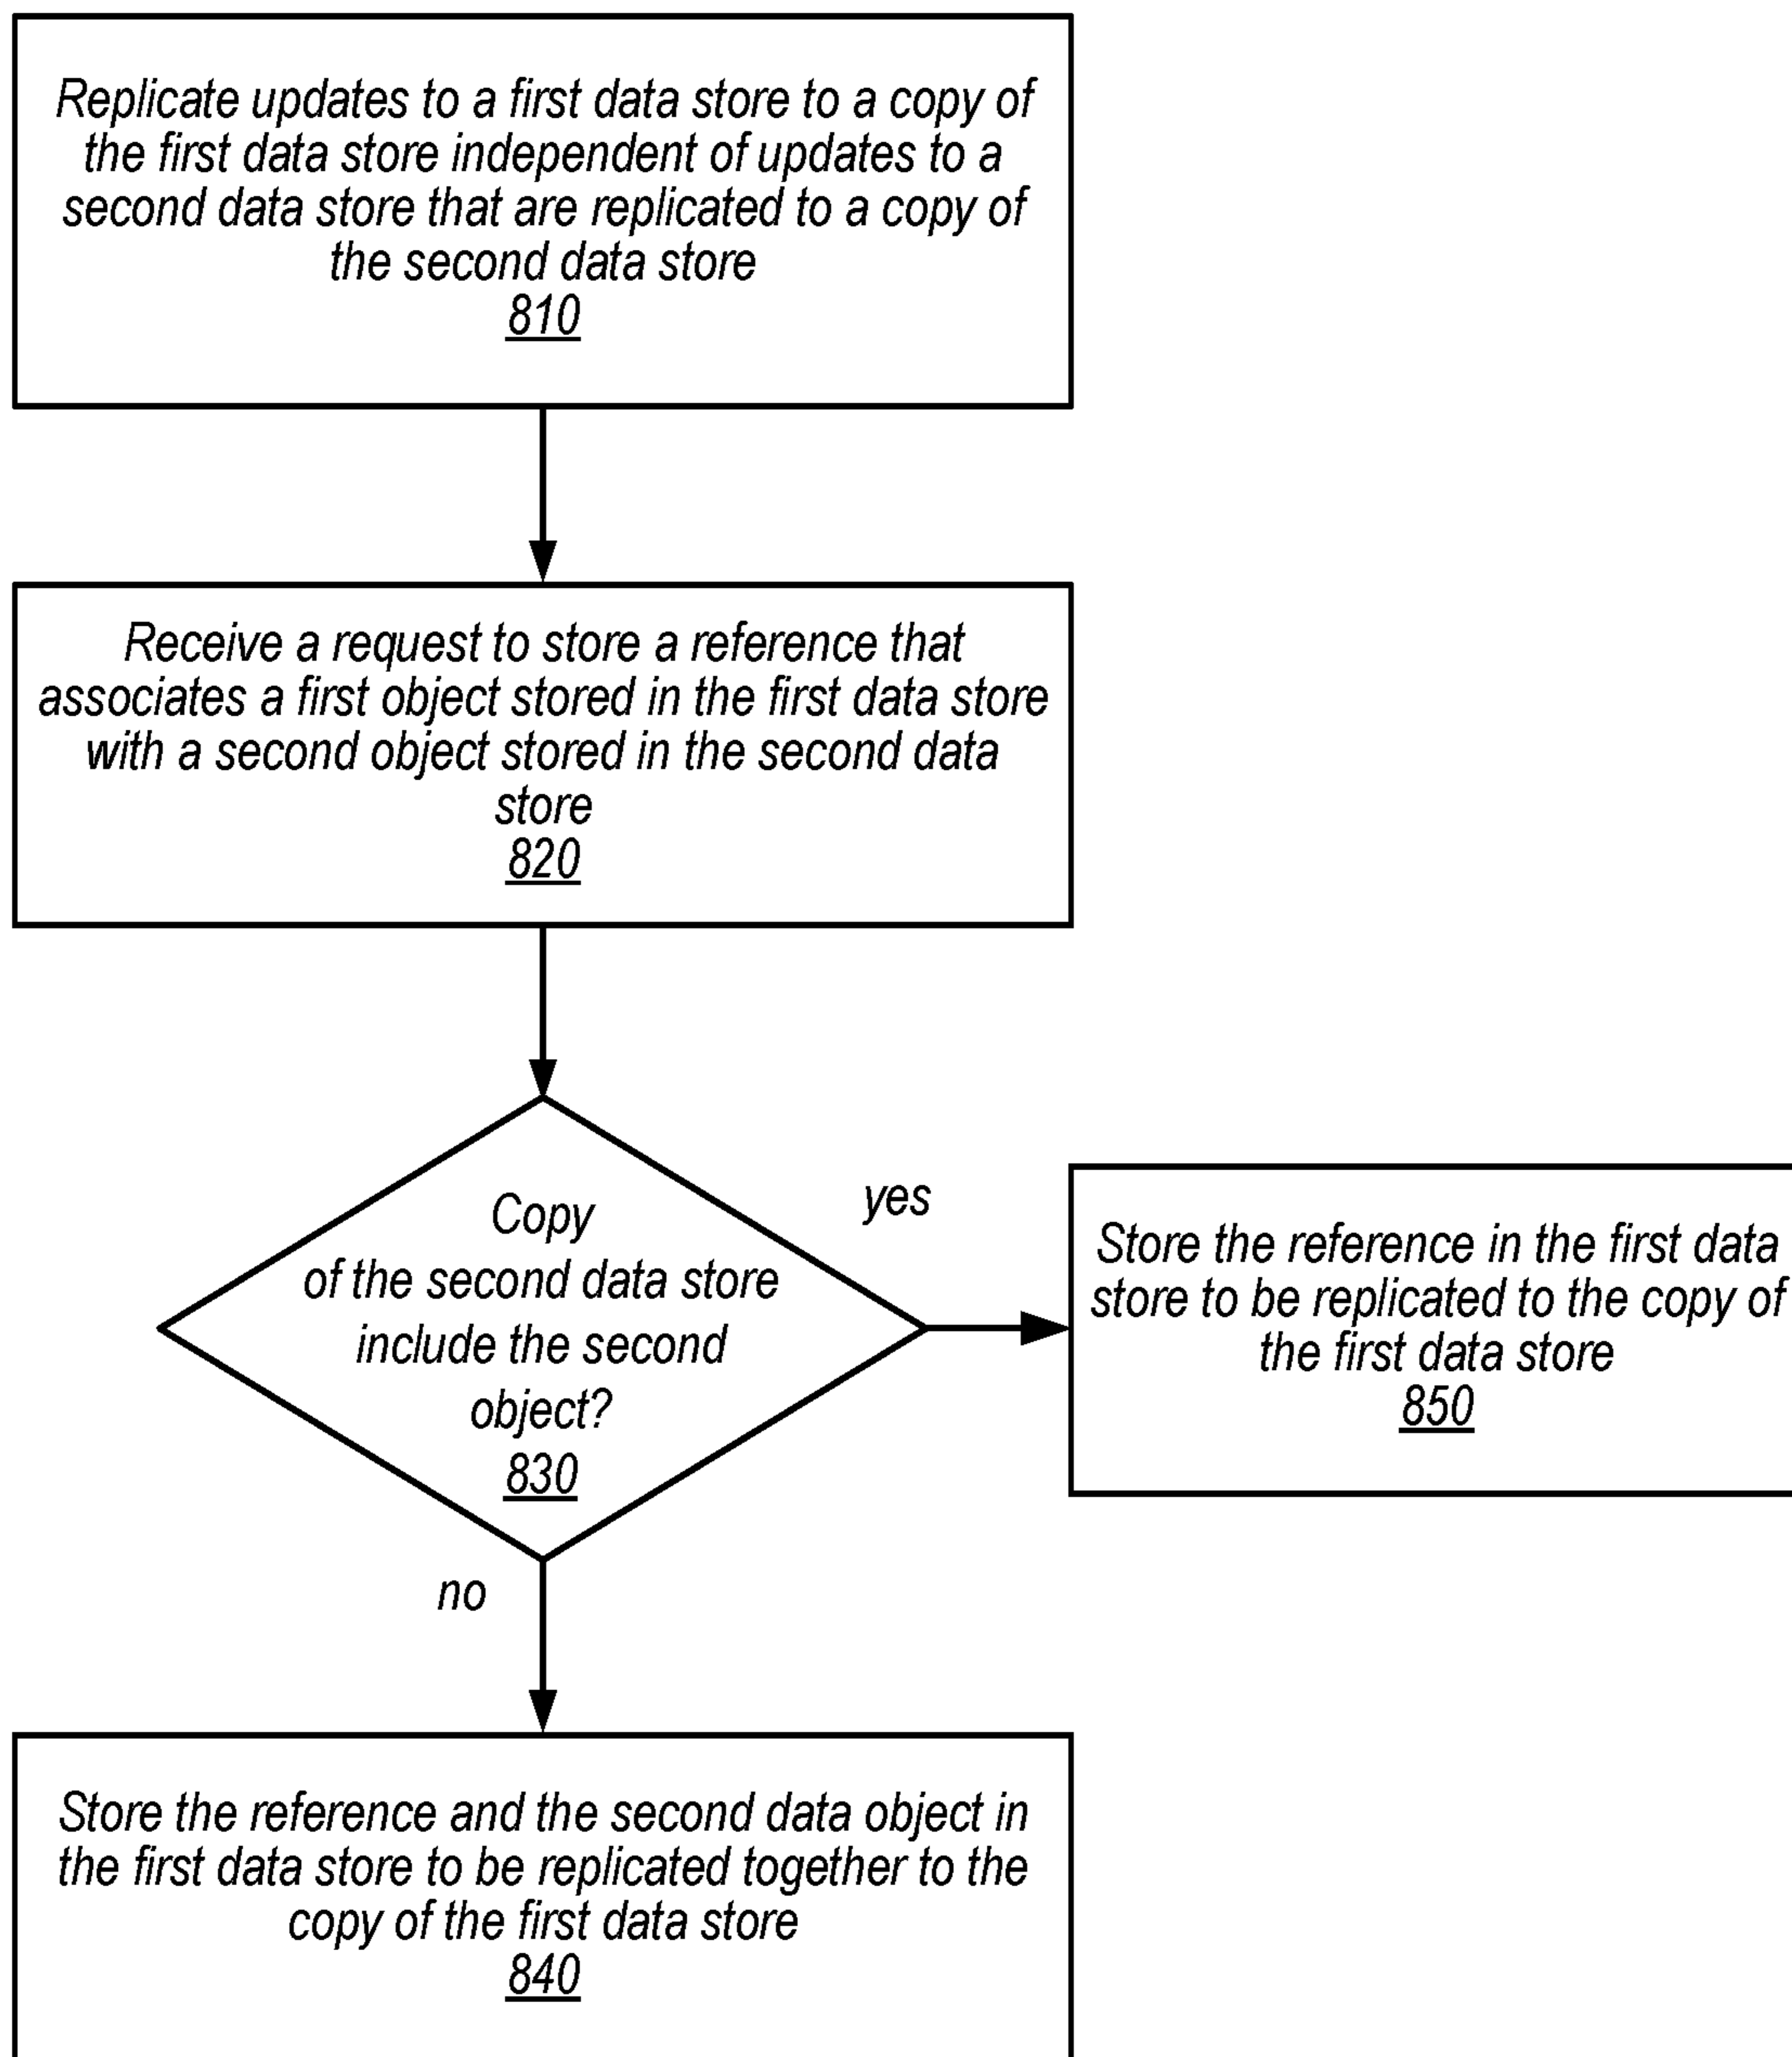 Replicate updates to a first data store to a copy of
the first data store independent of updates to a
second data store that are replicated to a copy of
the second data store
810
Receive a request to store a reference that
associates a first object stored in the first data store
with a second object stored in the second data
store
820
Copy
of the second data store
include the second
object?
830
yes
Store the reference in the first data
store to be replicated to the copy of
the first data store
850
no
Store the reference and the second data object in
the first data store to be replicated together to the
copy of the first data store
840